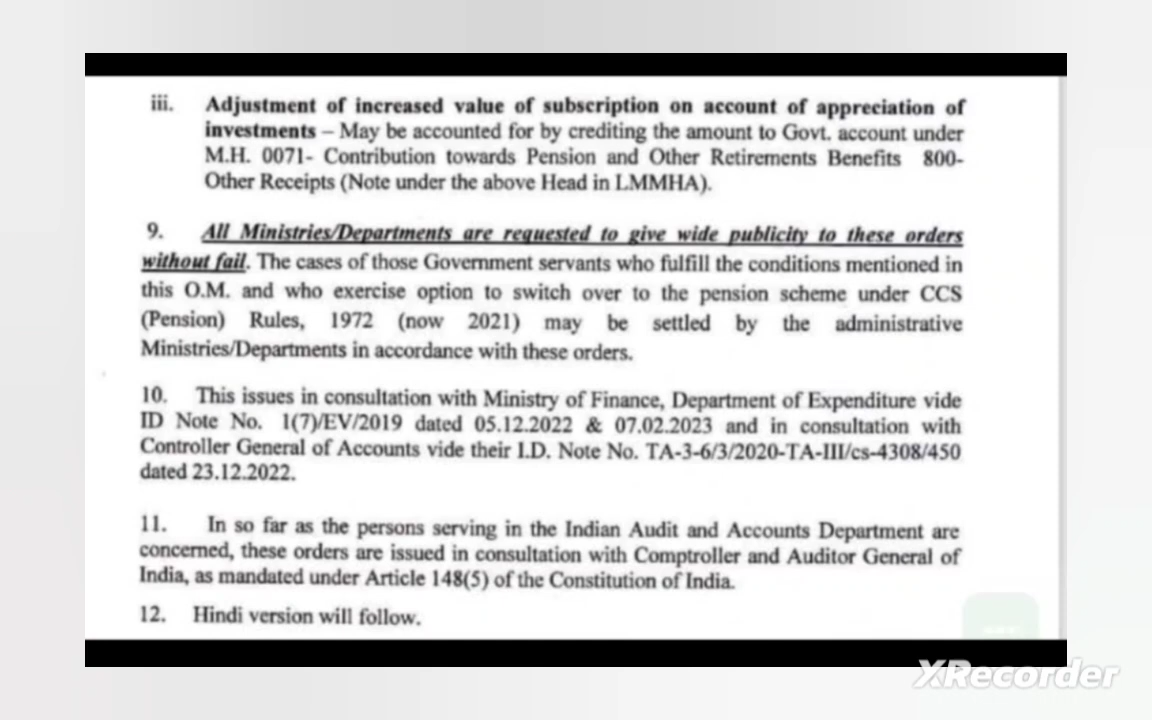 iii. Adjustment of increased value of subscription on account of appreciation of
investments – May be accounted for by crediting the amount to Govt. account under
M.H. 0071- Contribution towards Pension and Other Retirements Benefits 800-
Other Receipts (Note under the above Head in LMMHA).
9. All Ministries/Departments are requested to give wide publicity to these orders
without fail. The cases of those Government servants who fulfill the conditions mentioned in
this O.M. and who exercise option to switch over to the pension scheme under CCS
(Pension) Rules, 1972 (now 2021) may be settled by the administrative
Ministries/Departments in accordance with these orders.
10. This issues in consultation with Ministry of Finance, Department of Expenditure vide
ID Note No. 1(7)/EV/2019 dated 05.12.2022 & 07.02.2023 and in consultation with
Controller General of Accounts vide their I.D. Note No. TA-3-6/3/2020-TA-III/cs-4308/450
dated 23.12.2022.
11. In so far as the persons serving in the Indian Audit and Accounts Department are
concerned, these orders are issued in consultation with Comptroller and Auditor General of
India, as mandated under Article 148(5) of the Constitution of India.
12. Hindi version will follow.
XRecorder